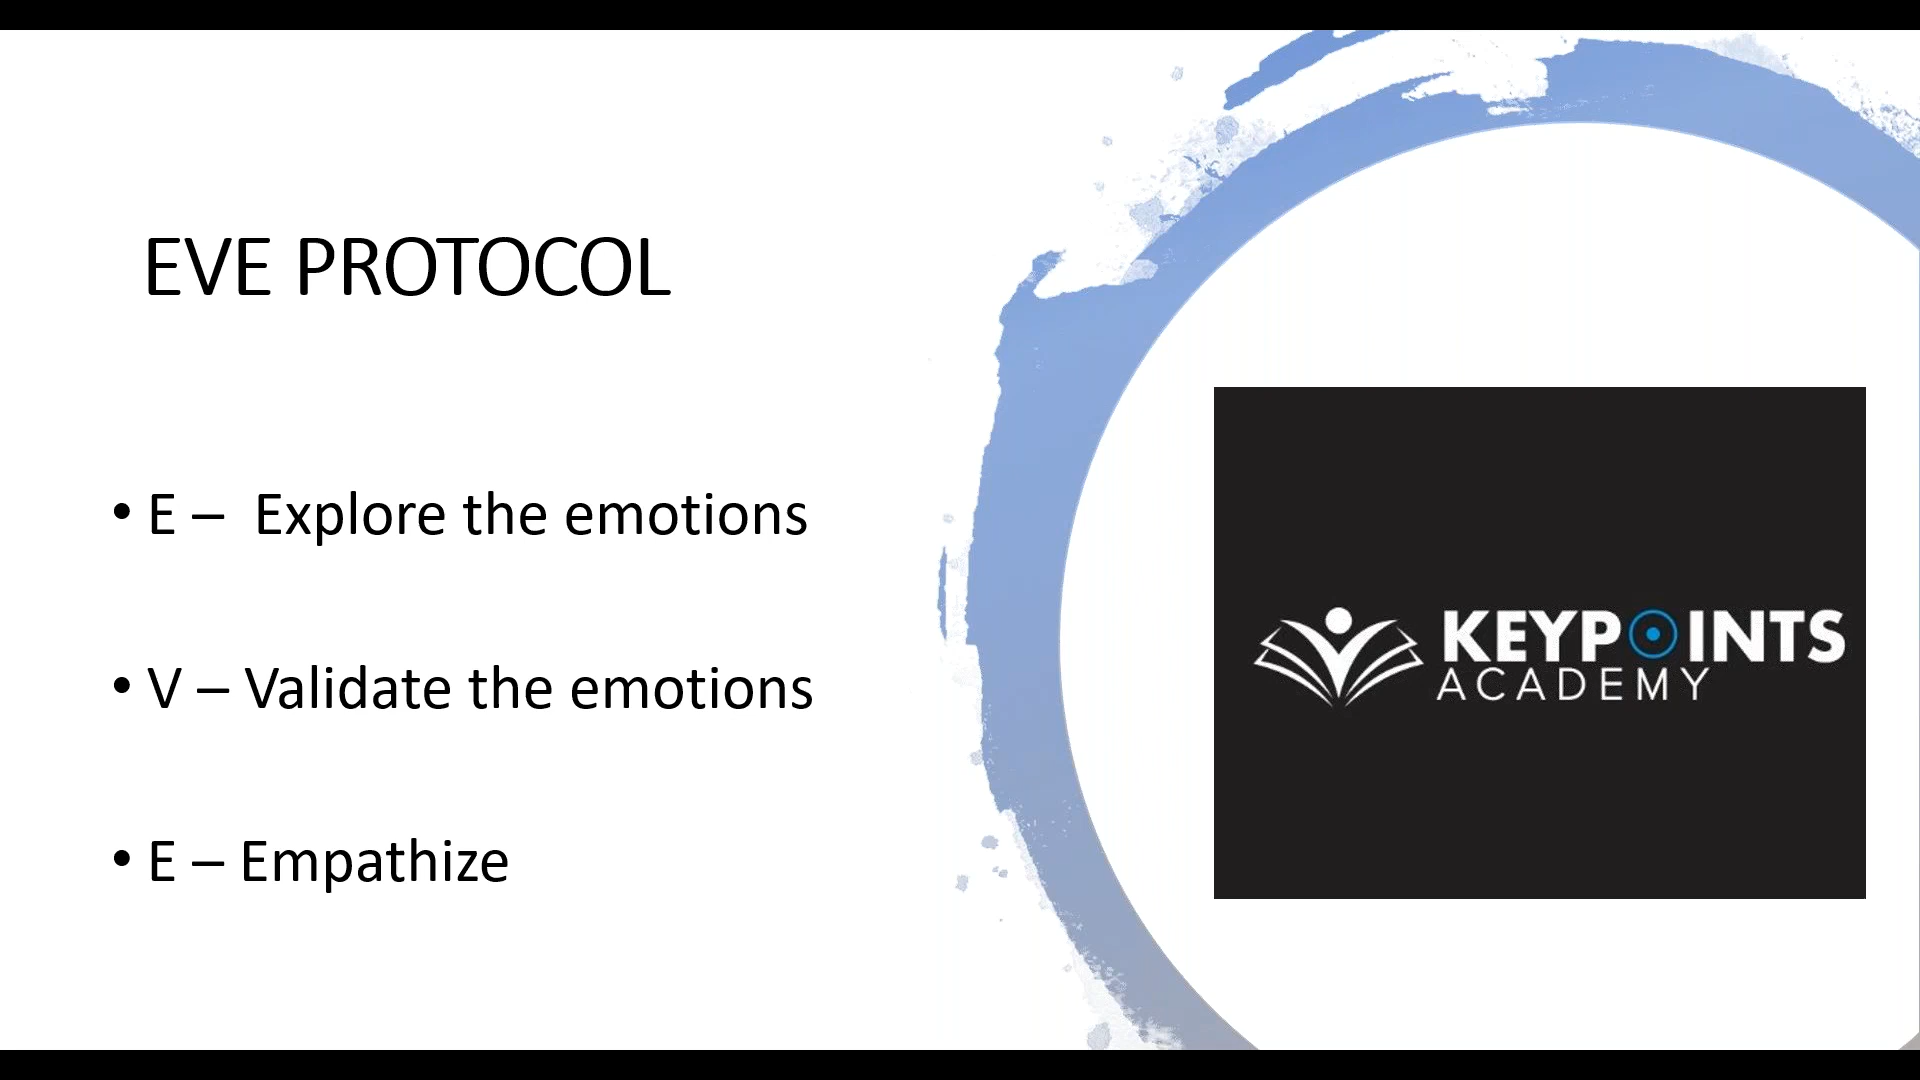 EVE PROTOCOL
• E – Explore the emotions
• V – Validate the emotions
• E – Empathize
KEYPOINTS
ACADEMY